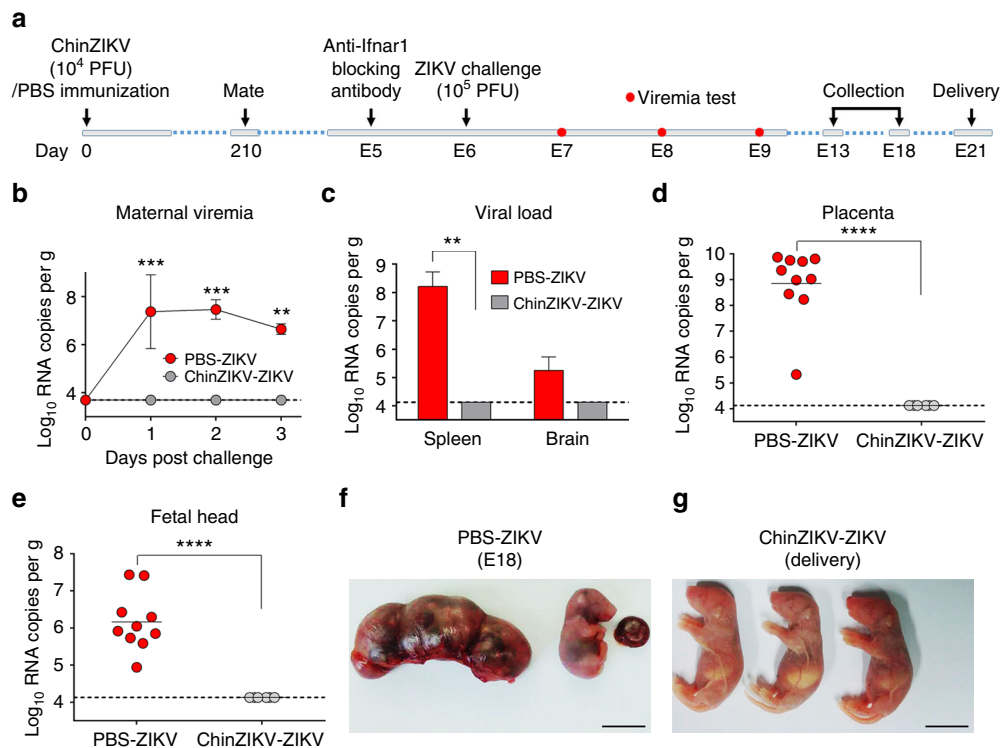 a
ChinZIKV
(10⁴ PFU)
/PBS immunization
Mate
Anti-Ifnar1
blocking
antibody
ZIKV challenge
(10⁵ PFU)
Viremia test
Collection
Delivery
Day 0 210 E5 E6 E7 E8 E9 E13 E18 E21
b
Maternal viremia
Log₁₀ RNA copies per g
8
6
4
*** *** **
PBS-ZIKV
ChinZIKV-ZIKV
0 1 2 3
Days post challenge
c
Viral load
Log₁₀ RNA copies per g
9
8
7
6
5
4
**
PBS-ZIKV
ChinZIKV-ZIKV
Spleen Brain
d
Placenta
Log₁₀ RNA copies per g
10
9
8
7
6
5
4
****
PBS-ZIKV ChinZIKV-ZIKV
e
Fetal head
Log₁₀ RNA copies per g
8
7
6
5
4
****
PBS-ZIKV ChinZIKV-ZIKV
f
PBS-ZIKV
(E18)
g
ChinZIKV-ZIKV
(delivery)